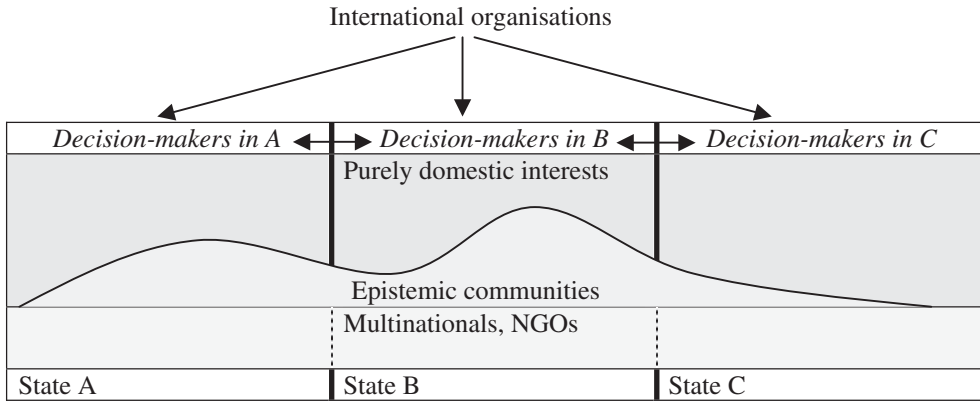 International organisations
Decision-makers in A Decision-makers in B Decision-makers in C
Purely domestic interests
Epistemic communities
Multinationals, NGOs
State A State B State C